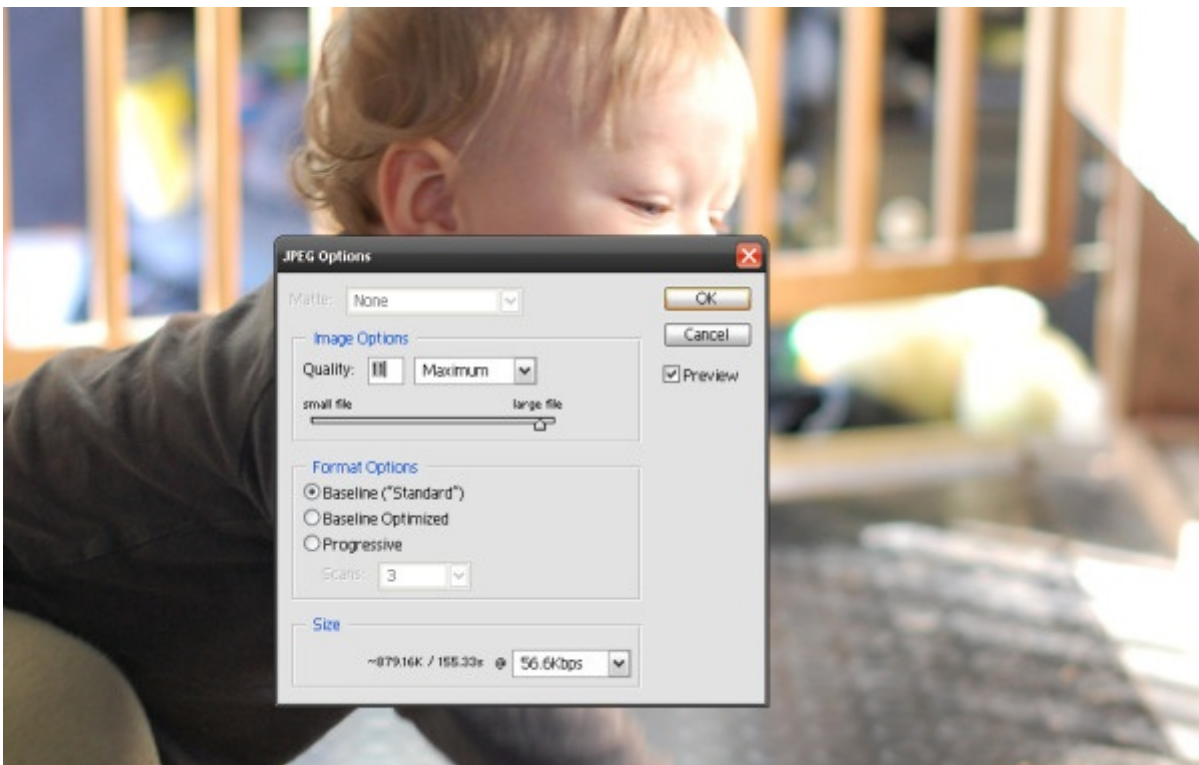 JPEG Options
Matte: None
OK
Image Options
Cancel
Quality: 11 Maximum
Preview
small file large file
Format Options
Baseline ("Standard")
Baseline Optimized
Progressive
Scans: 3
Size
~879.16K / 155.33s @ 56.6Kbps